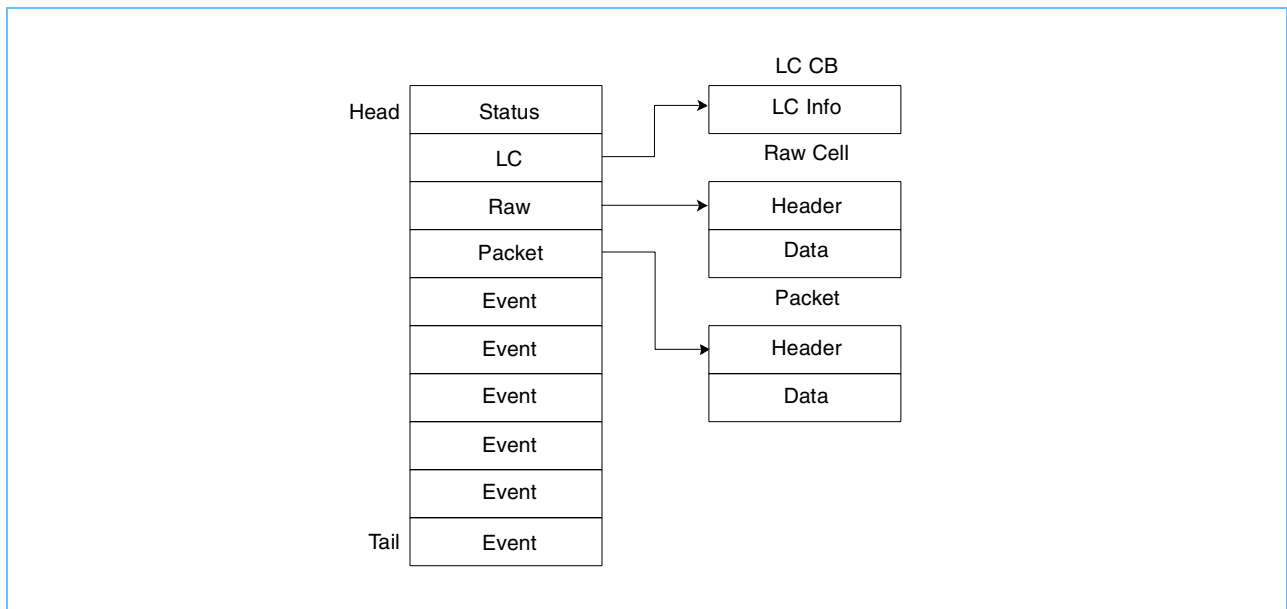 LC CB
Head
Status
LC Info
LC
Raw Cell
Raw
Header
Packet
Data
Event
Packet
Event
Header
Event
Data
Event
Event
Tail
Event